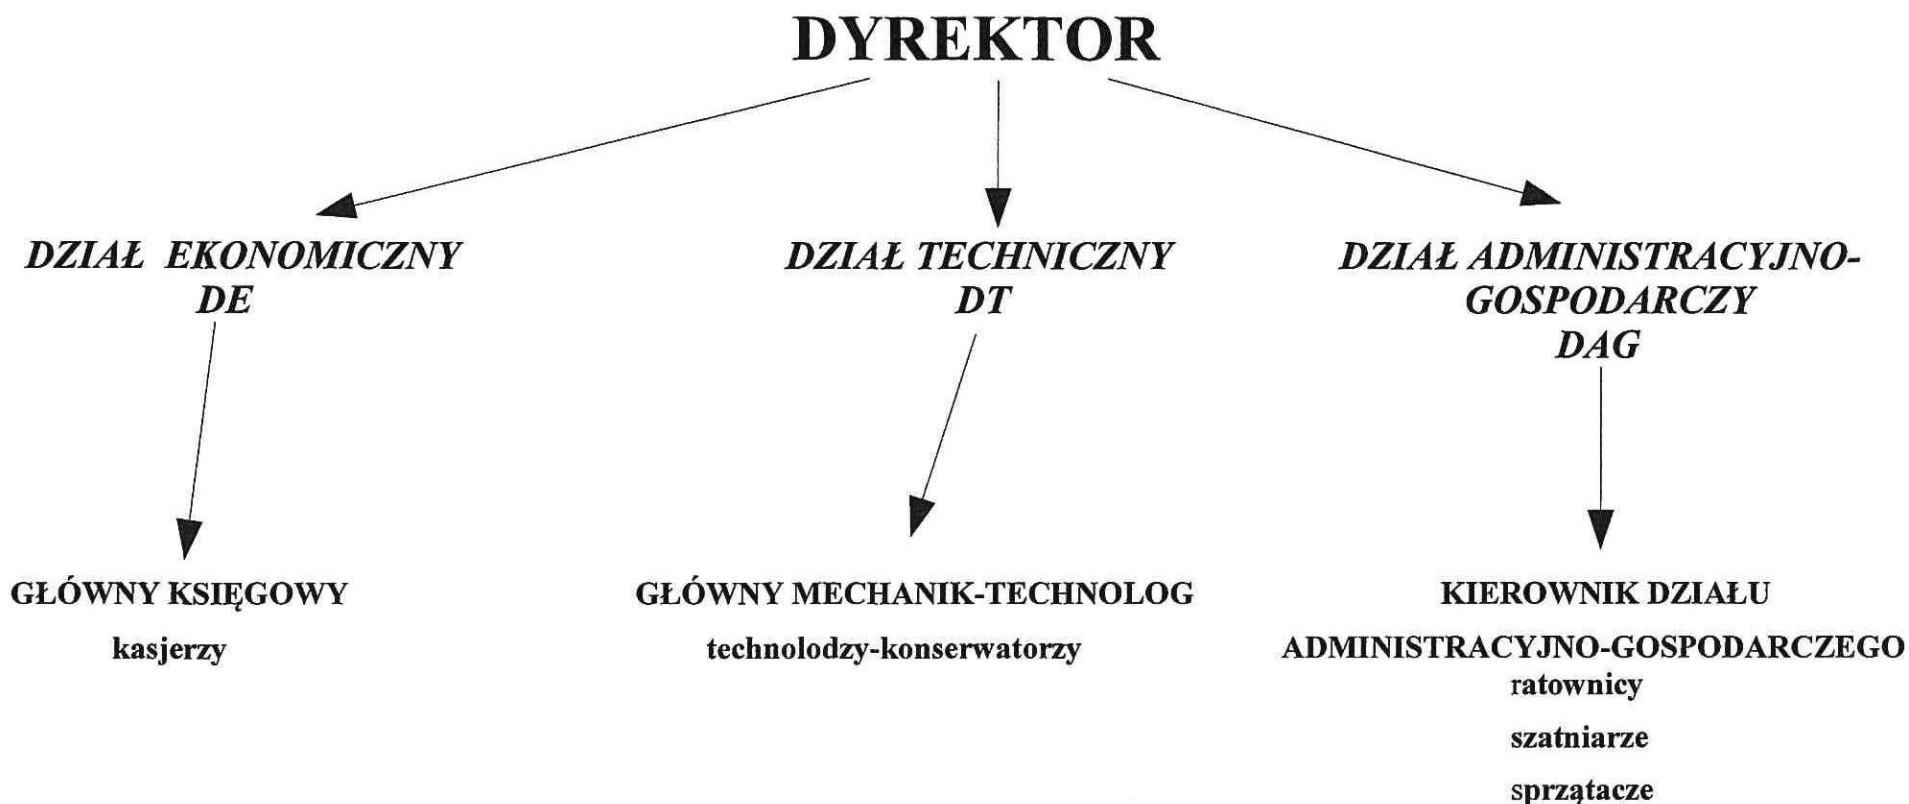 DYREKTOR
DZIAŁ EKONOMICZNY
DE
DZIAŁ TECHNICZNY
DT
DZIAŁ ADMINISTRACYJNO-
GOSPODARCZY
DAG
GŁÓWNY KSIĘGOWY
kasjerzy
GŁÓWNY MECHANIK-TECHNOLOG
technolodzy-konserwatorzy
KIEROWNIK DZIAŁU
ADMINISTRACYJNO-GOSPODARCZEGO
ratownicy
szatniarze
sprzątacze